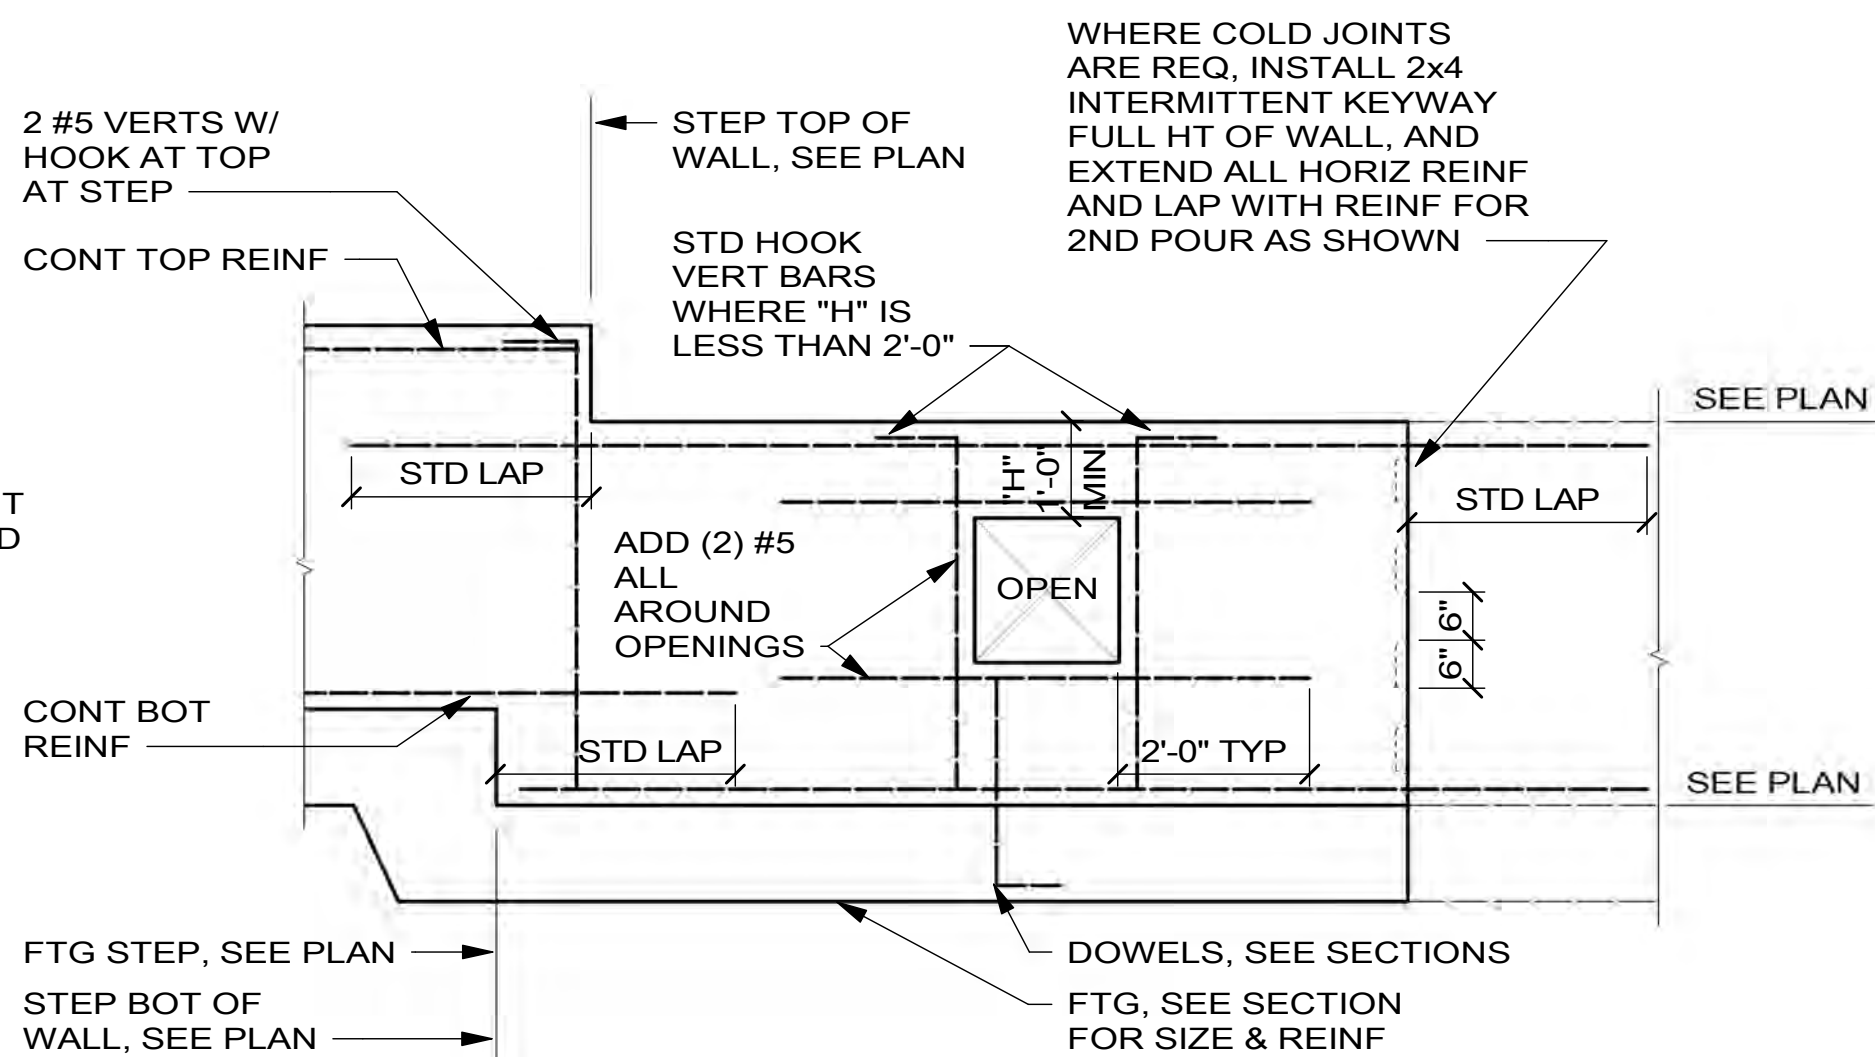 WHERE COLD JOINTS
ARE REQ, INSTALL 2x4
INTERMITTENT KEYWAY
FULL HT OF WALL, AND
EXTEND ALL HORIZ REINF
AND LAP WITH REINF FOR
2ND POUR AS SHOWN
2 #5 VERTS W/
HOOK AT TOP
AT STEP
STEP TOP OF
WALL, SEE PLAN
CONT TOP REINF
STD HOOK
VERT BARS
WHERE "H" IS
LESS THAN 2'-0"
SEE PLAN
STD LAP
"H"
1'-0"
MIN
STD LAP
T
D
ADD (2) #5
ALL
AROUND
OPENINGS
OPEN
6"
6"
CONT BOT
REINF
STD LAP
2'-0" TYP
SEE PLAN
FTG STEP, SEE PLAN
STEP BOT OF
WALL, SEE PLAN
DOWELS, SEE SECTIONS
FTG, SEE SECTION
FOR SIZE & REINF